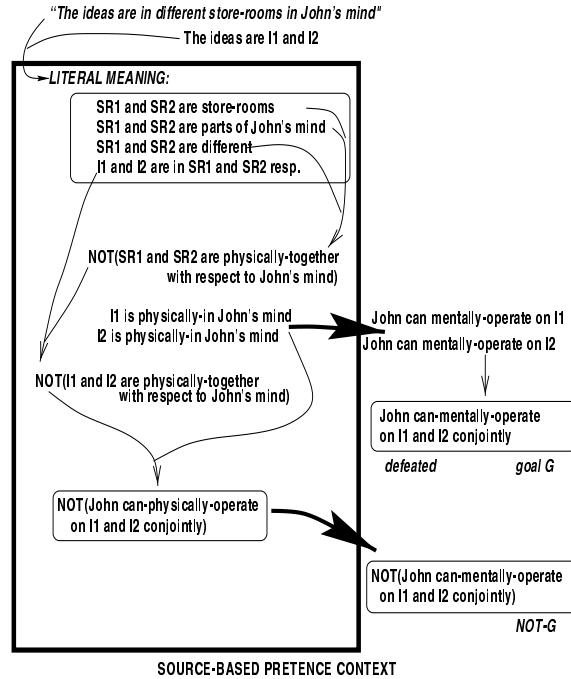 "The ideas are in different store-rooms in John's mind"
The ideas are I1 and I2
LITERAL MEANING:
SR1 and SR2 are store-rooms
SR1 and SR2 are parts of John's mind
SR1 and SR2 are different
I1 and I2 are in SR1 and SR2 resp.
NOT(SR1 and SR2 are physically-together
with respect to John's mind)
I1 is physically-in John's mind
I2 is physically-in John's mind
John can mentally-operate on I1
John can mentally-operate on I2
NOT(I1 and I2 are physically-together
with respect to John's mind)
John can-mentally-operate
on I1 and I2 conjointly
defeated goal G
NOT(John can-physically-operate
on I1 and I2 conjointly)
NOT(John can-mentally-operate
on I1 and I2 conjointly)
NOT-G
SOURCE-BASED PRETENCE CONTEXT